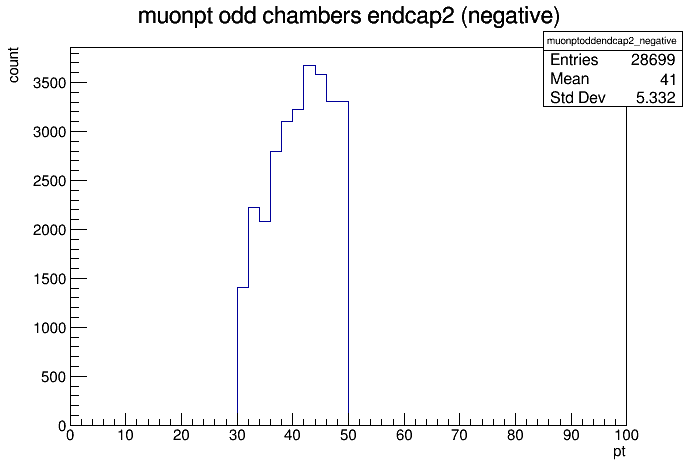 muonpt odd chambers endcap2 (negative)
muonptoddendcap2_negative
Entries 28699
Mean 41
Std Dev 5.332
count
3500
3000
2500
2000
1500
1000
500
0
0 10 20 30 40 50 60 70 80 90 100
pt